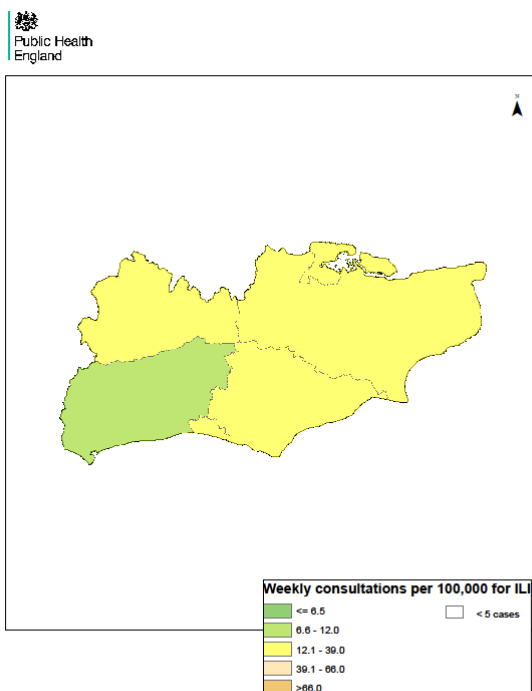 Public Health
England
N
Weekly consultations per 100,000 for ILI
<= 6.5
< 5 cases
6.6 - 12.0
12.1 - 39.0
39.1 - 66.0
>66.0